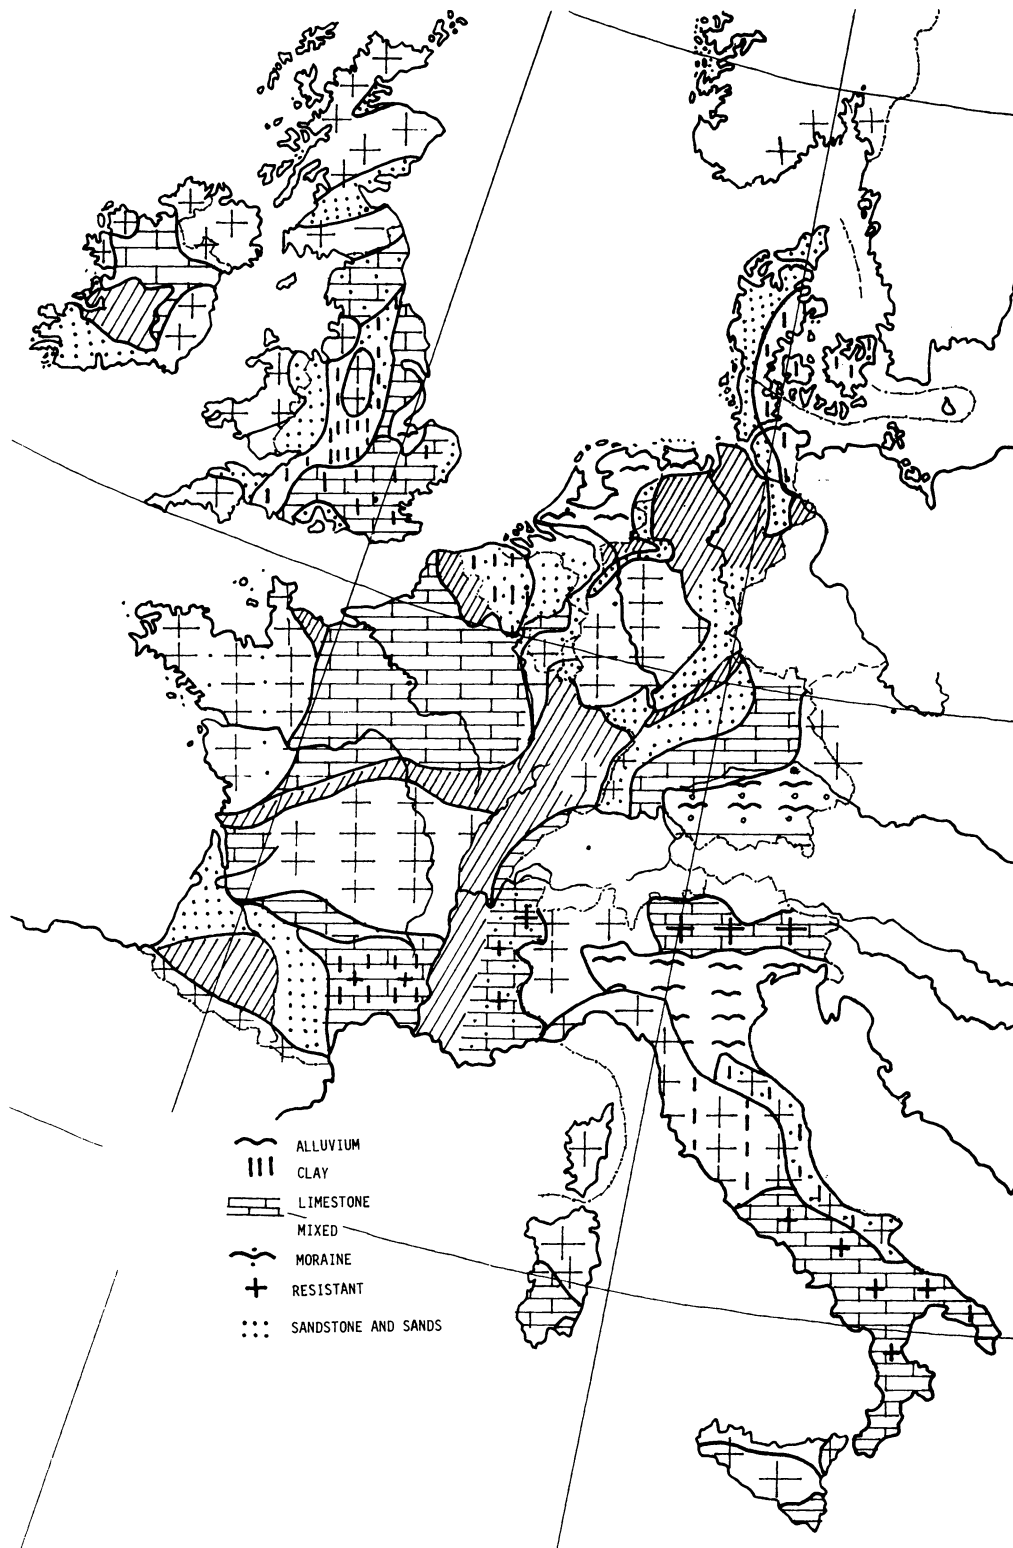 ALLUVIUM
CLAY
LIMESTONE
MIXED
MORAINE
RESISTANT
SANDSTONE AND SANDS